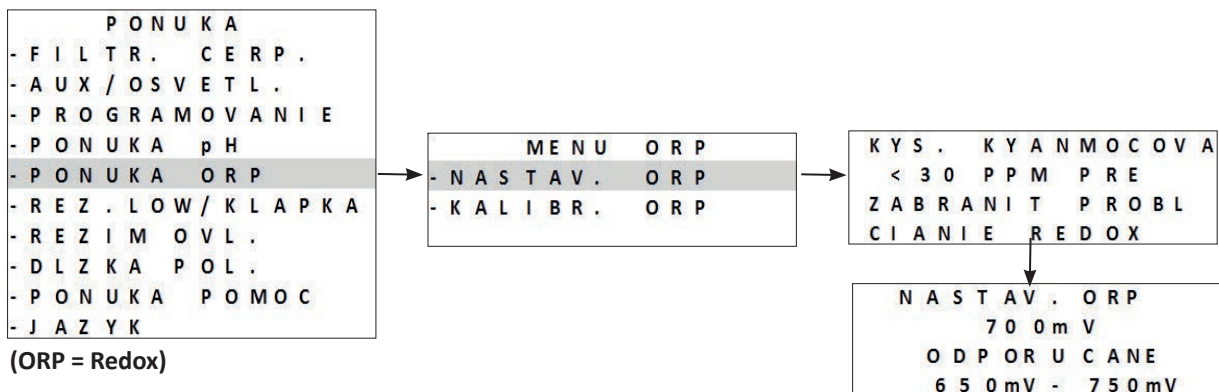 PONUKA
-FILTR. CERP.
-AUX/OSVETL.
-PROGRAMOVANIE
-PONUKA pH
-PONUKA ORP
-REZ.LOW/KLAPKA
-REZIM OVL.
-DLZKA POL.
-PONUKA POMOC
-JAZYK
(ORP = Redox)
MENU ORP
-NASTAV. ORP
-KALIBR. ORP
KYS. KYANMOCOVA
<30 PPM PRE
ZABRANIT PROBL
CIANIE REDOX
NASTAV. ORP
700mV
ODPORUCANE
650mV - 750mV